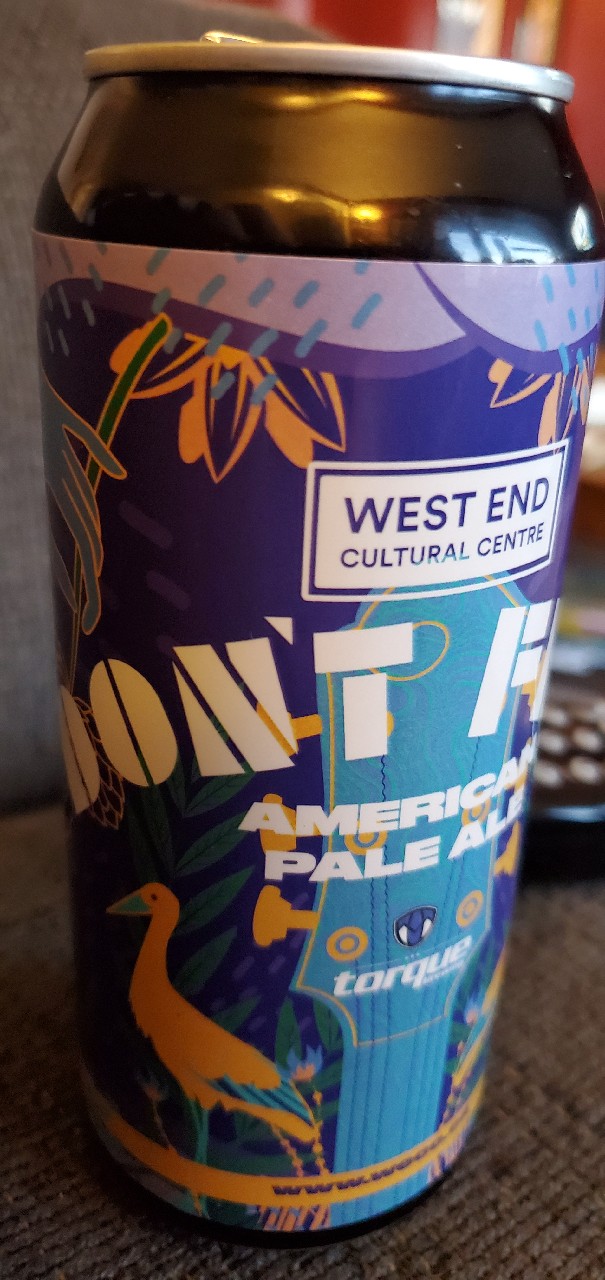 WEST END
CULTURAL CENTRE
DON'T F
AMERICAN
PALE ALE
torque